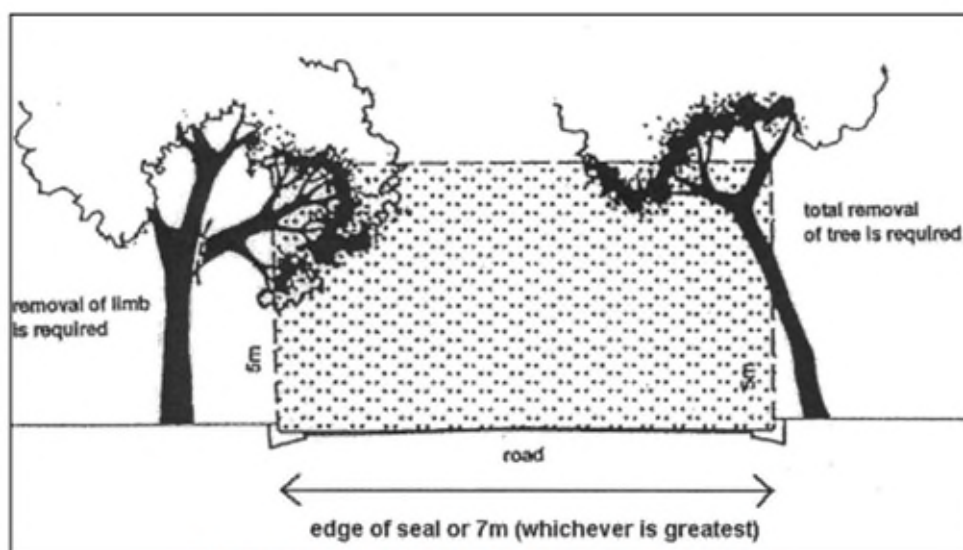 total removal
of tree is required
removal of limb
is required
5m
5m
road
edge of seal or 7m (whichever is greatest)